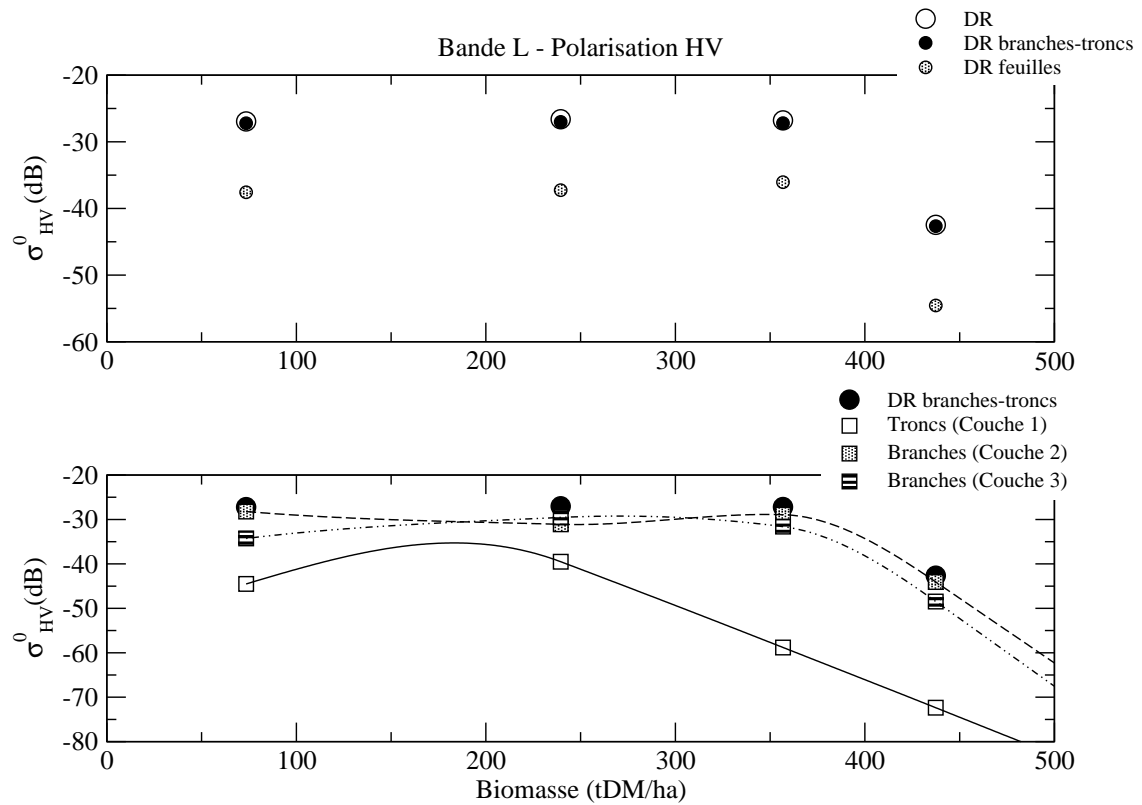 DR
DR branches-troncs
DR feuilles
Bande L - Polarisation HV
-20
-30
-40
-50
-60
σ⁰HV (dB)
0 100 200 300 400 500
DR branches-troncs
Troncs (Couche 1)
Branches (Couche 2)
Branches (Couche 3)
-20
-30
-40
-50
-60
-70
-80
σ⁰HV(dB)
0 100 200 300 400 500
Biomasse (tDM/ha)